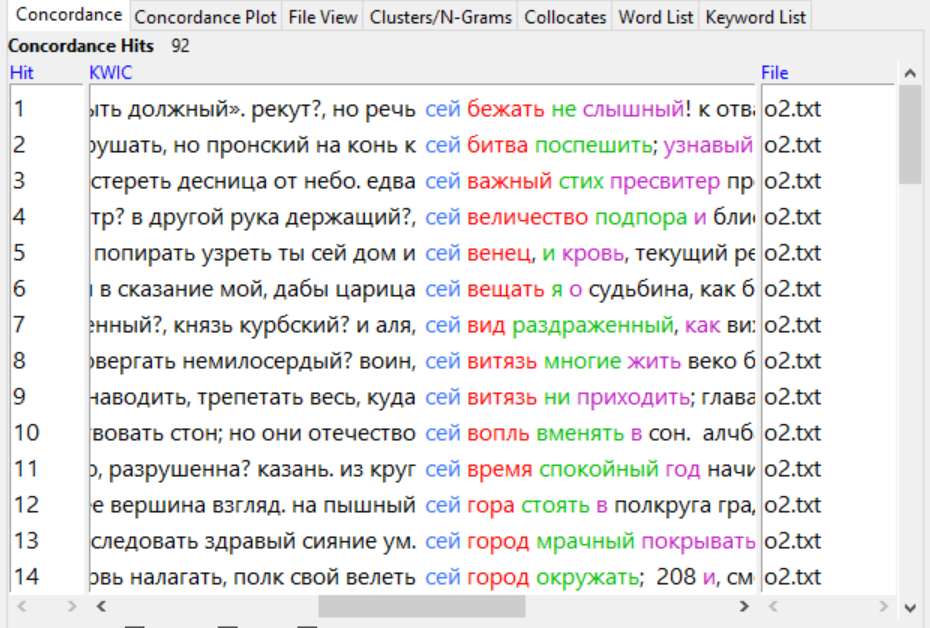 Concordance Concordance Plot File View Clusters/N-Grams Collocates Word List Keyword List
Concordance Hits 92
Hit KWIC File
1 ыть должный». рекут?, но речь сей бежать не слышный! к отва o2.txt
2 рушать, но пронский на конь к сей битва поспешить; узнавый o2.txt
3 стереть десница от небо. едва сей важный стих пресвитер пр o2.txt
4 тр? в другой рука держащий?, сей величество подпора и бли o2.txt
5 попирать узреть ты сей дом и сей венец, и кровь, текущий ре o2.txt
6 в сказание мой, дабы царица сей вещать я о судьбина, как б o2.txt
7 енный?, князь курбский? и аля, сей вид раздраженный, как ви o2.txt
8 овергать немилосердый? воин, сей витязь многие жить веко б o2.txt
9 наводить, трепетать весь, куда сей витязь ни приходить; глава o2.txt
10 твовать стон; но они отечество сей вопль вменять в сон. алчб o2.txt
11 о, разрушенна? казань. из круг сей время спокойный год начи o2.txt
12 е вершина взгляд. на пышный сей гора стоять в полкруга гра o2.txt
13 следовать здравый сияние ум. сей город мрачный покрывать o2.txt
14 овь налагать, полк свой велеть сей город окружать; 208 и, см o2.txt